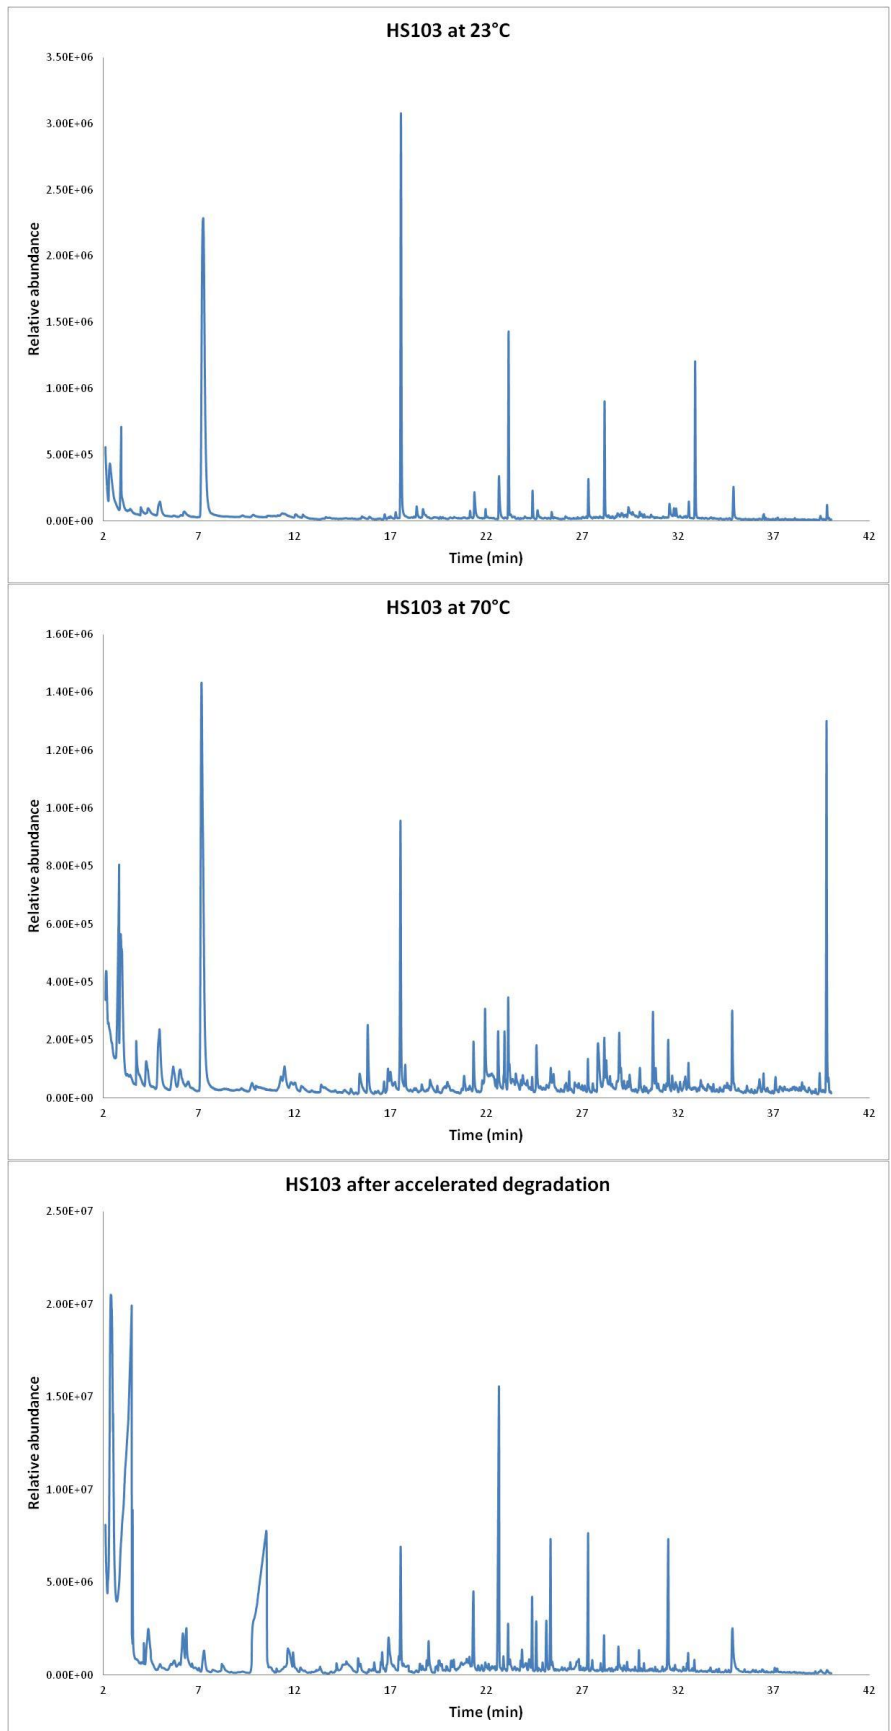 HS103 at 23°C
3.50E+06
3.00E+06
2.50E+06
2.00E+06
1.50E+06
1.00E+06
5.00E+05
0.00E+00
Relative abundance
2 7 12 17 22 27 32 37 42
Time (min)
HS103 at 70°C
1.60E+06
1.40E+06
1.20E+06
1.00E+06
8.00E+05
6.00E+05
4.00E+05
2.00E+05
0.00E+00
Relative abundance
2 7 12 17 22 27 32 37 42
Time (min)
HS103 after accelerated degradation
2.50E+07
2.00E+07
1.50E+07
1.00E+07
5.00E+06
0.00E+00
Relative abundance
2 7 12 17 22 27 32 37 42
Time (min)